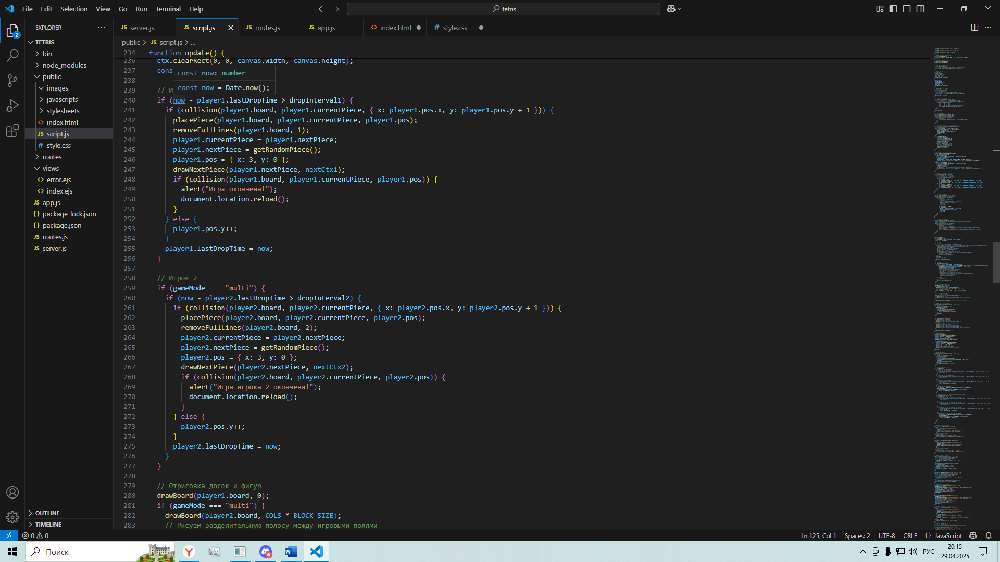 File Edit Selection View Go Run Terminal Help
tetris
EXPLORER
server.js
script.js
routes.js
app.js
index.html
style.css
TETRIS
bin
node_modules
public
images
javascripts
stylesheets
index.html
script.js
style.css
routes
views
error.ejs
index.ejs
app.js
package-lock.json
package.json
routes.js
server.js
OUTLINE
TIMELINE
public > script.js > ...
234 function update() {
236 ctx.clearRect(0, 0, canvas.width, canvas.height);
237 cons
const now: number
const now = Date.now();
238
239 // И
240 if (now - player1.lastDropTime > dropInterval1) {
241 if (collision(player1.board, player1.currentPiece, { x: player1.pos.x, y: player1.pos.y + 1 })) {
242 placePiece(player1.board, player1.currentPiece, player1.pos);
243 removeFullLines(player1.board, 1);
244 player1.currentPiece = player1.nextPiece;
245 player1.nextPiece = getRandomPiece();
246 player1.pos = { x: 3, y: 0 };
247 drawNextPiece(player1.nextPiece, nextCtx1);
248 if (collision(player1.board, player1.currentPiece, player1.pos)) {
249 alert("Игра окончена!");
250 document.location.reload();
251 }
252 } else {
253 player1.pos.y++;
254 }
255 player1.lastDropTime = now;
256 }
257
258 // Игрок 2
259 if (gameMode === "multi") {
260 if (now - player2.lastDropTime > dropInterval2) {
261 if (collision(player2.board, player2.currentPiece, { x: player2.pos.x, y: player2.pos.y + 1 })) {
262 placePiece(player2.board, player2.currentPiece, player2.pos);
263 removeFullLines(player2.board, 2);
264 player2.currentPiece = player2.nextPiece;
265 player2.nextPiece = getRandomPiece();
266 player2.pos = { x: 3, y: 0 };
267 drawNextPiece(player2.nextPiece, nextCtx2);
268 if (collision(player2.board, player2.currentPiece, player2.pos)) {
269 alert("Игра игрока 2 окончена!");
270 document.location.reload();
271 }
272 } else {
273 player2.pos.y++;
274 }
275 player2.lastDropTime = now;
276 }
277 }
278
279 // Отрисовка досок и фигур
280 drawBoard(player1.board, 0);
281 if (gameMode === "multi") {
282 drawBoard(player2.board, COLS * BLOCK_SIZE);
283 // Рисуем разделительную полосу между игровыми полями
0 0
Ln 125, Col 1 Spaces: 2 UTF-8 CRLF {} JavaScript
Поиск
РУС
20:15
29.04.2025